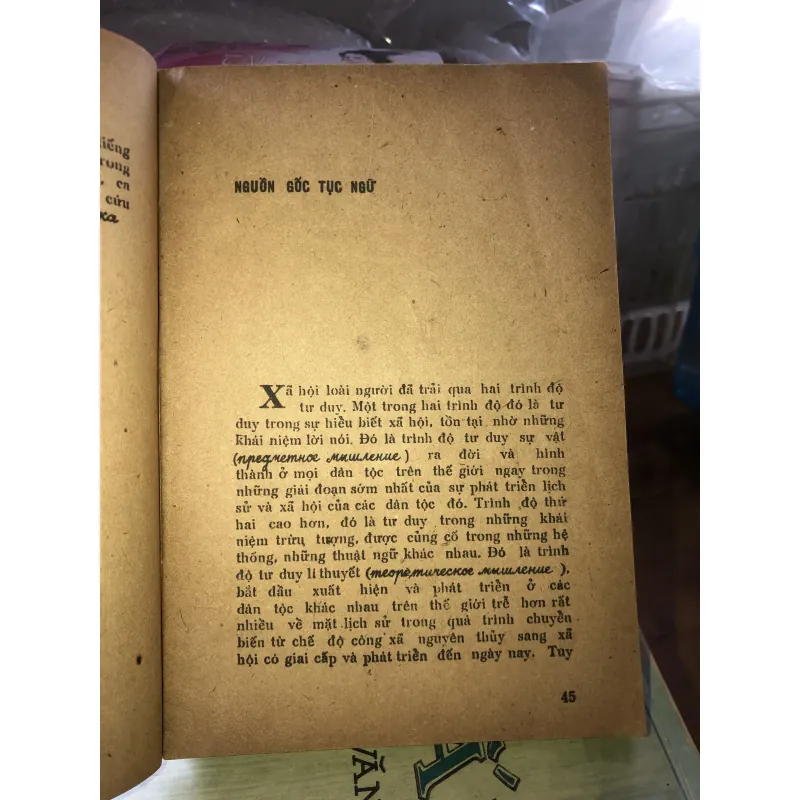 tiếng
rong
cứu
NGUỒN GỐC TỤC NGỮ
Xã hội loài người đã trải qua hai trình độ
tư duy. Một trong hai trình độ đó là tư
duy trong sự hiểu biết xã hội, tồn tại nhờ những
khái niệm lời nói. Đó là trình độ tư duy sự vật
(предметное мышление) ra đời và hình
thành ở mọi dân tộc trên thế giới ngay trong
những giai đoạn sớm nhất của sự phát triển lịch
sử và xã hội của các dân tộc đó. Trình độ thứ
hai cao hơn, đó là tư duy trong những khái
niệm trừu tượng, được củng cố trong những hệ
thống, những thuật ngữ khác nhau. Đó là trình
độ tư duy lí thuyết (теоретическое мышление),
bắt đầu xuất hiện và phát triển ở các
dân tộc khác nhau trên thế giới trễ hơn rất
nhiều về mặt lịch sử trong quá trình chuyển
biến từ chế độ công xã nguyên thủy sang xã
hội có giai cấp và phát triển đến ngày nay. Tuy
45
VĂN